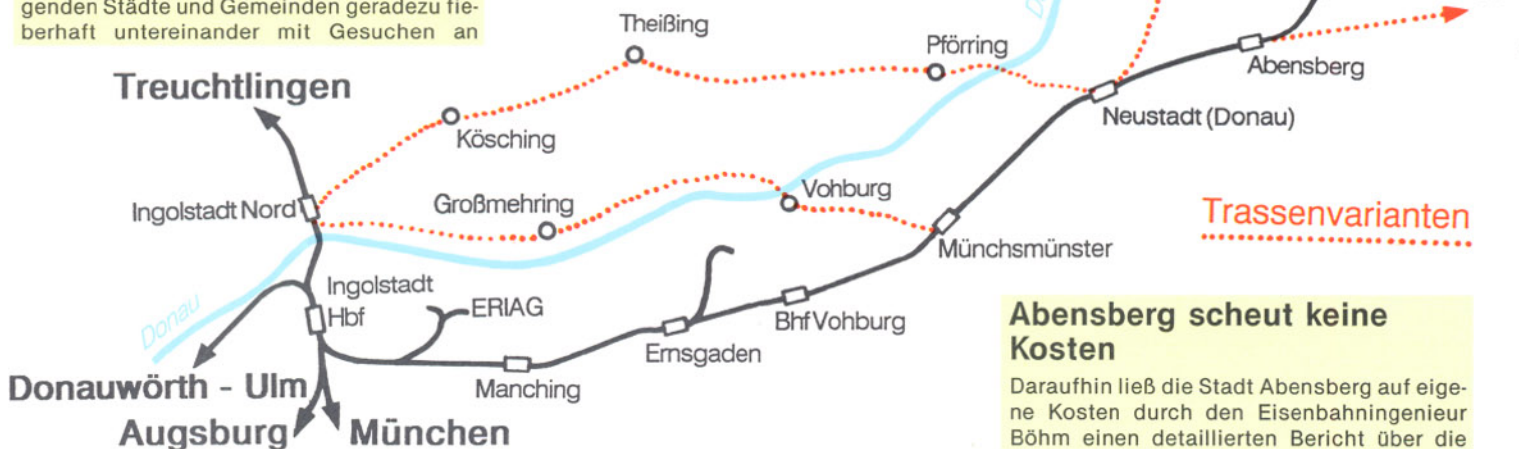 genden Städte und Gemeinden geradezu fie-
berhaft untereinander mit Gesuchen an
Theißing
Pförring
Abensberg
Treuchtlingen
Neustadt (Donau)
Kösching
Vohburg
Ingolstadt Nord
Großmehring
Trassenvarianten
Münchsmünster
Ingolstadt
Hbf
ERIAG
Donau
Bhf Vohburg
Ernsgaden
Manching
Donauwörth - Ulm
Augsburg
München
Abensberg scheut keine
Kosten
Daraufhin ließ die Stadt Abensberg auf eige-
ne Kosten durch den Eisenbahningenieur
Böhm einen detaillierten Bericht über die